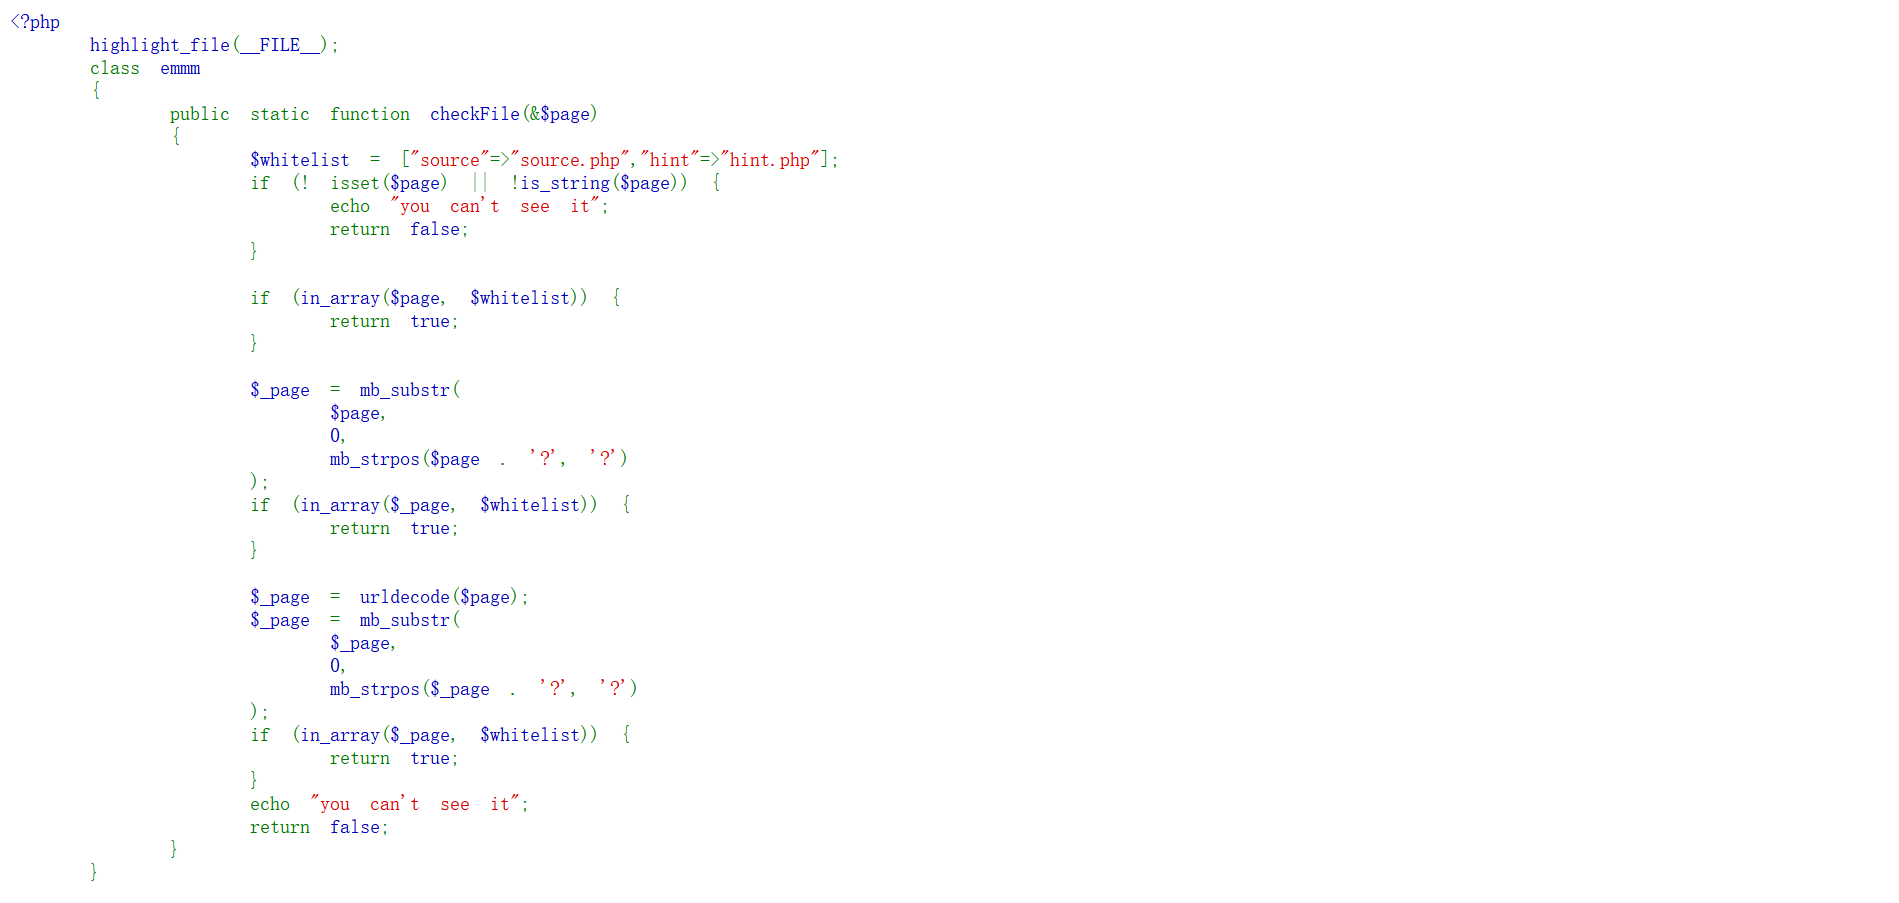 <?php
highlight_file(__FILE__);
class emmm
{
public static function checkFile(&$page)
{
$whitelist = ["source"=>"source.php","hint"=>"hint.php"];
if (! isset($page) || !is_string($page)) {
echo "you can't see it";
return false;
}
if (in_array($page, $whitelist)) {
return true;
}
$_page = mb_substr(
$page,
0,
mb_strpos($page . '?', '?')
);
if (in_array($_page, $whitelist)) {
return true;
}
$_page = urldecode($page);
$_page = mb_substr(
$_page,
0,
mb_strpos($_page . '?', '?')
);
if (in_array($_page, $whitelist)) {
return true;
}
echo "you can't see it";
return false;
}
}